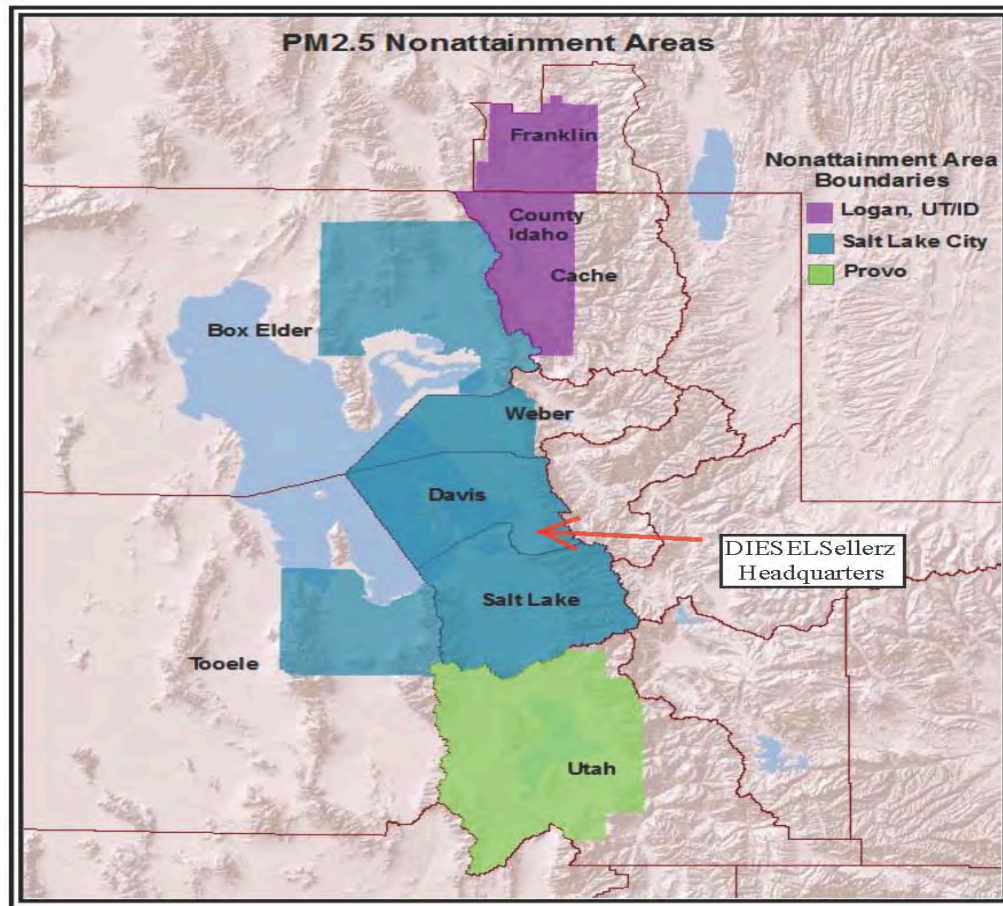 PM2.5 Nonattainment Areas
Franklin
Nonattainment Area
Boundaries
Logan, UT/ID
Salt Lake City
Provo
County
Idaho
Cache
Box Elder
Weber
Davis
DIESELSellerz
Headquarters
Salt Lake
Tooele
Utah